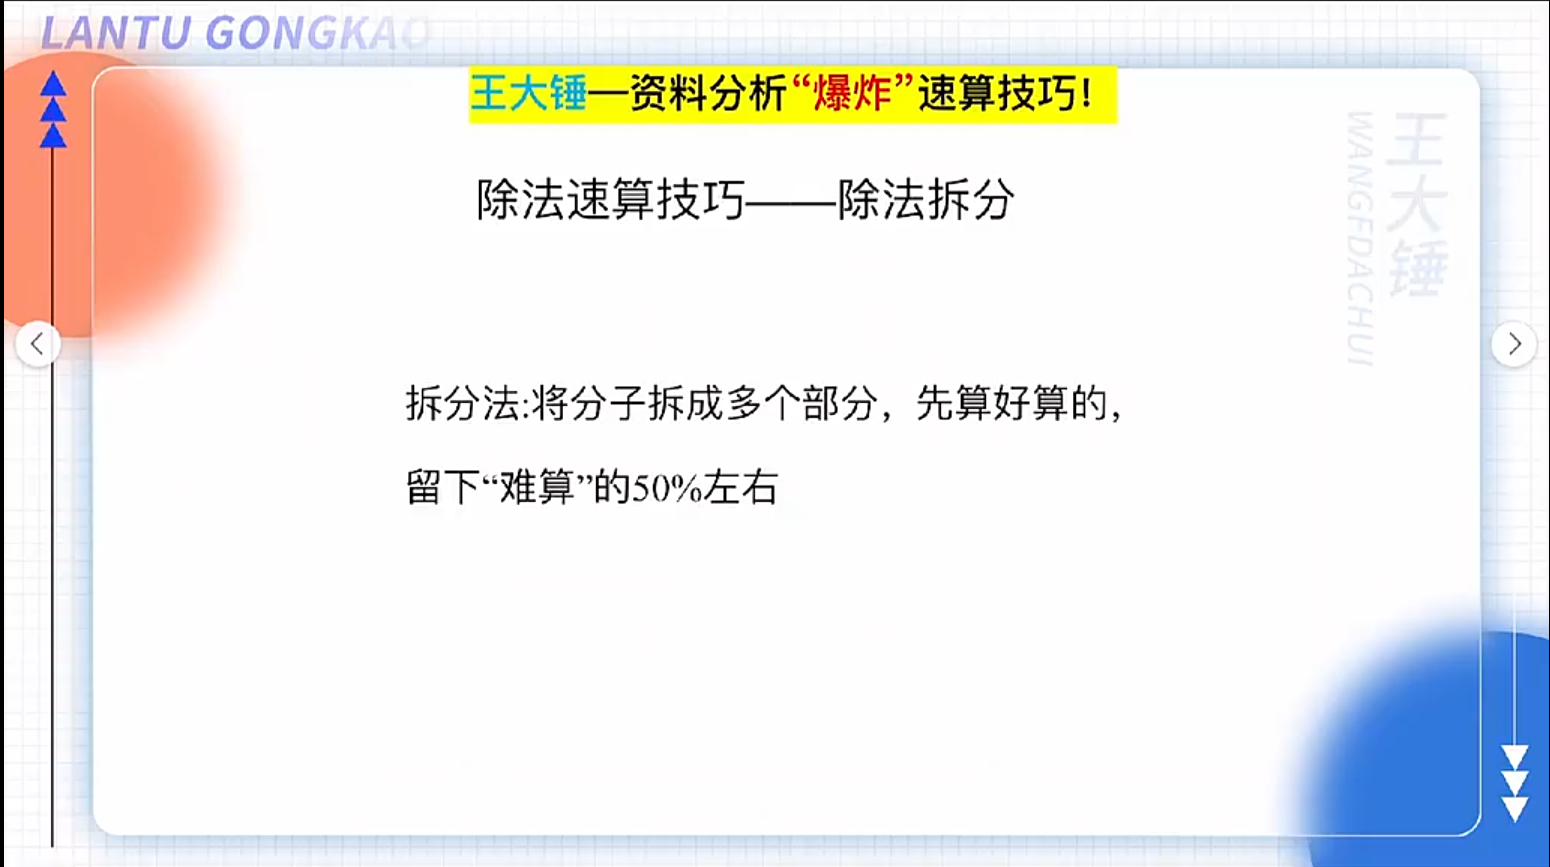 LANTU GONGKAO
王大锤—资料分析“爆炸”速算技巧！
除法速算技巧——除法拆分
王大锤
WANGFDACHUI
拆分法:将分子拆成多个部分，先算好算的，
留下“难算”的50%左右